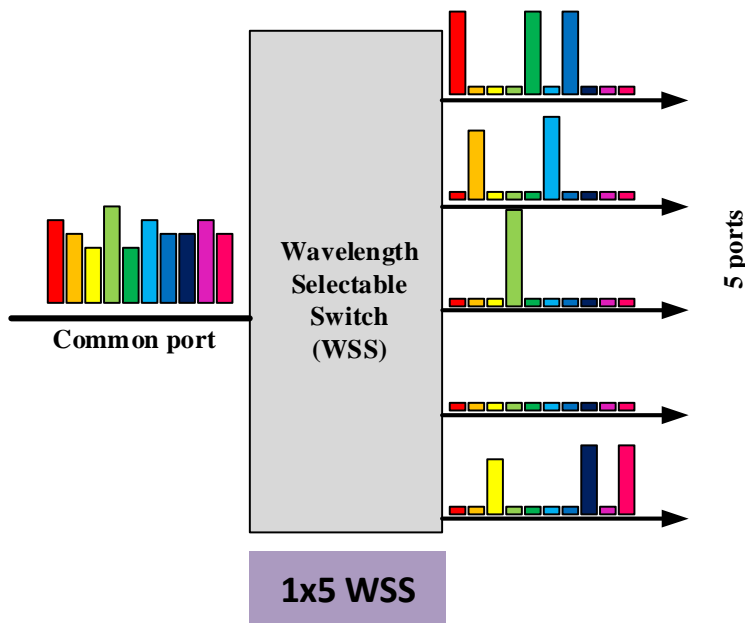 Wavelength
Selectable
Switch
(WSS)
Common port
5 ports
1x5 WSS